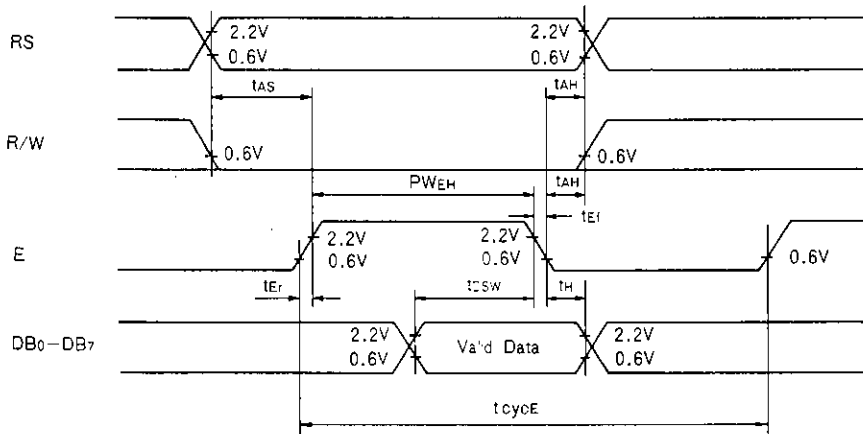 RS
2.2V
0.6V
2.2V
0.6V
tAS
tAH
R/W
0.6V
0.6V
PWEH
tAH
tEf
E
2.2V
0.6V
2.2V
0.6V
0.6V
tEr
tDSW
tH
DB0-DB7
2.2V
0.6V
Valid Data
2.2V
0.6V
tcycE